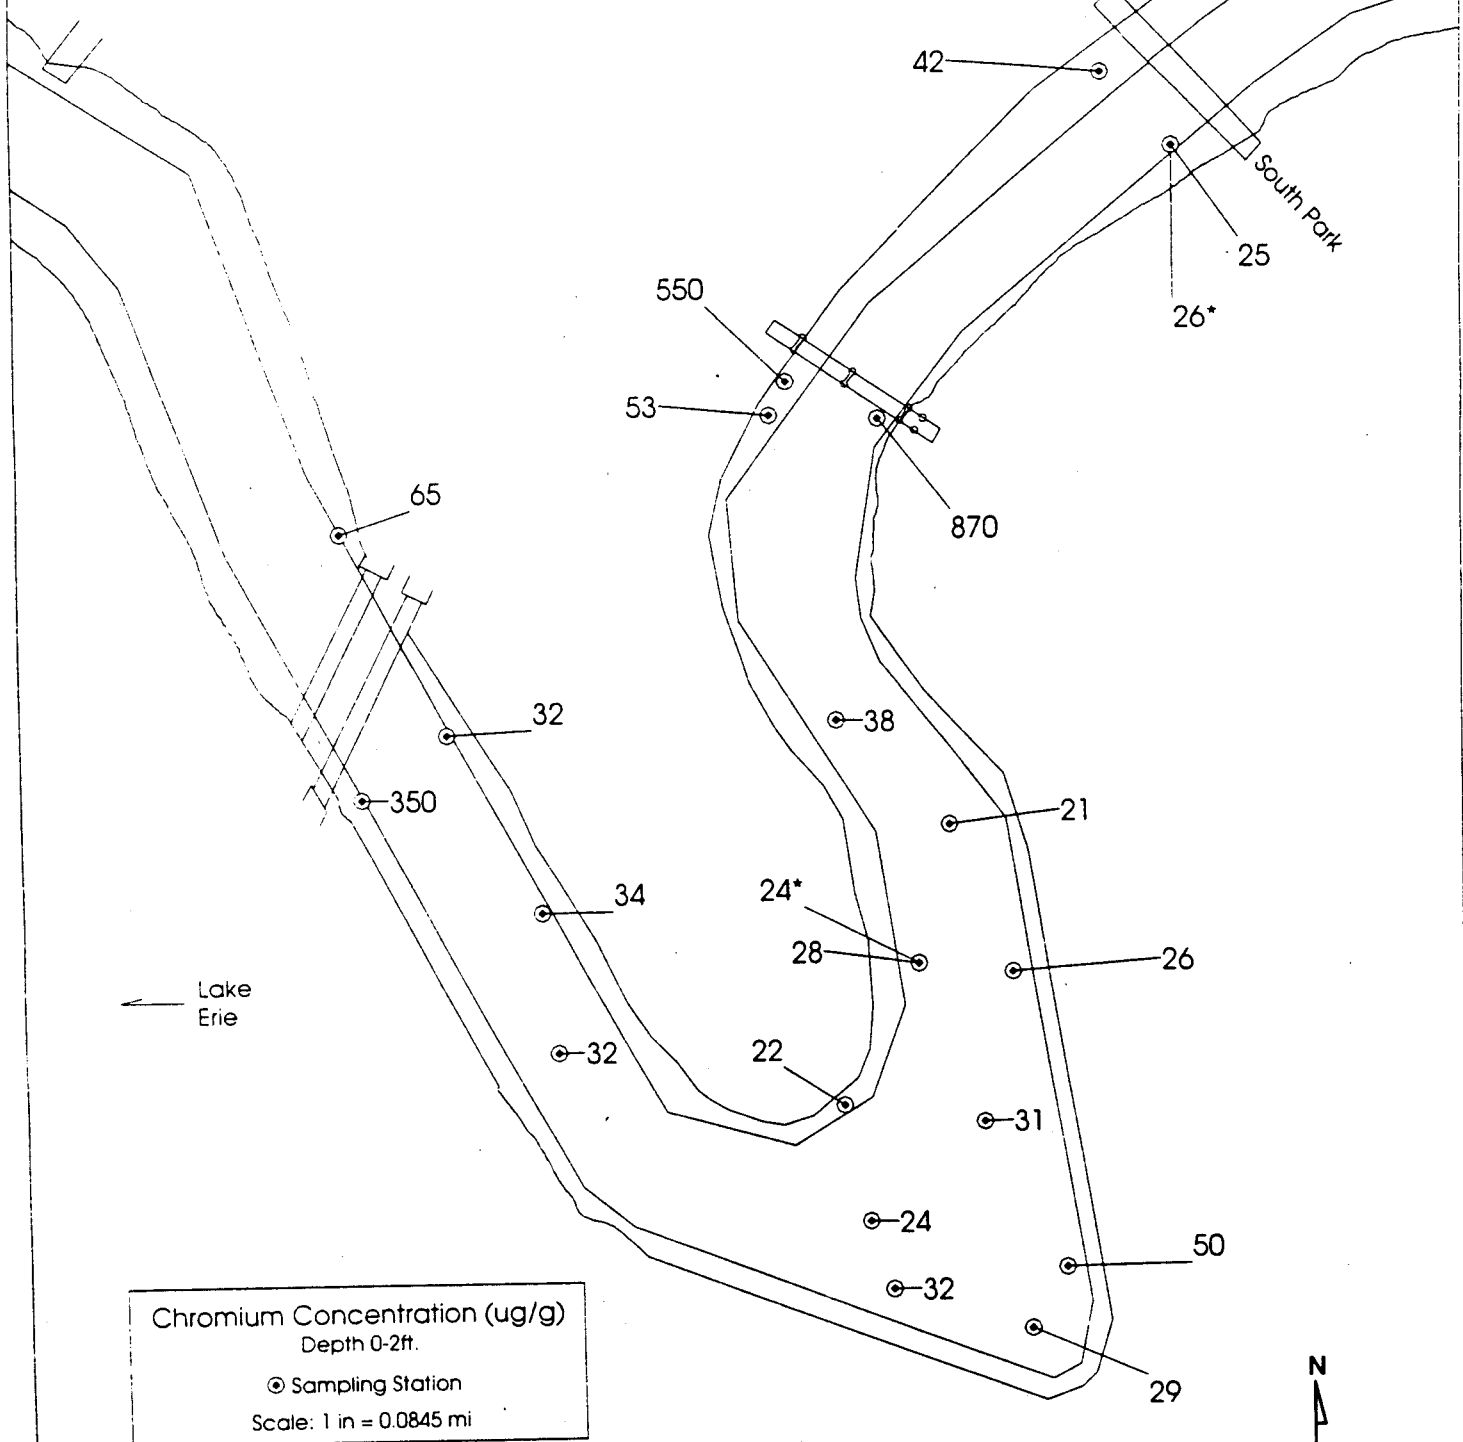 42
South Park
25
26*
550
53
870
65
32
38
350
21
34
24*
28
26
Lake
Erie
32
22
31
24
50
32
29
Chromium Concentration (ug/g)
Depth 0-2ft.
Sampling Station
Scale: 1 in = 0.0845 mi
N